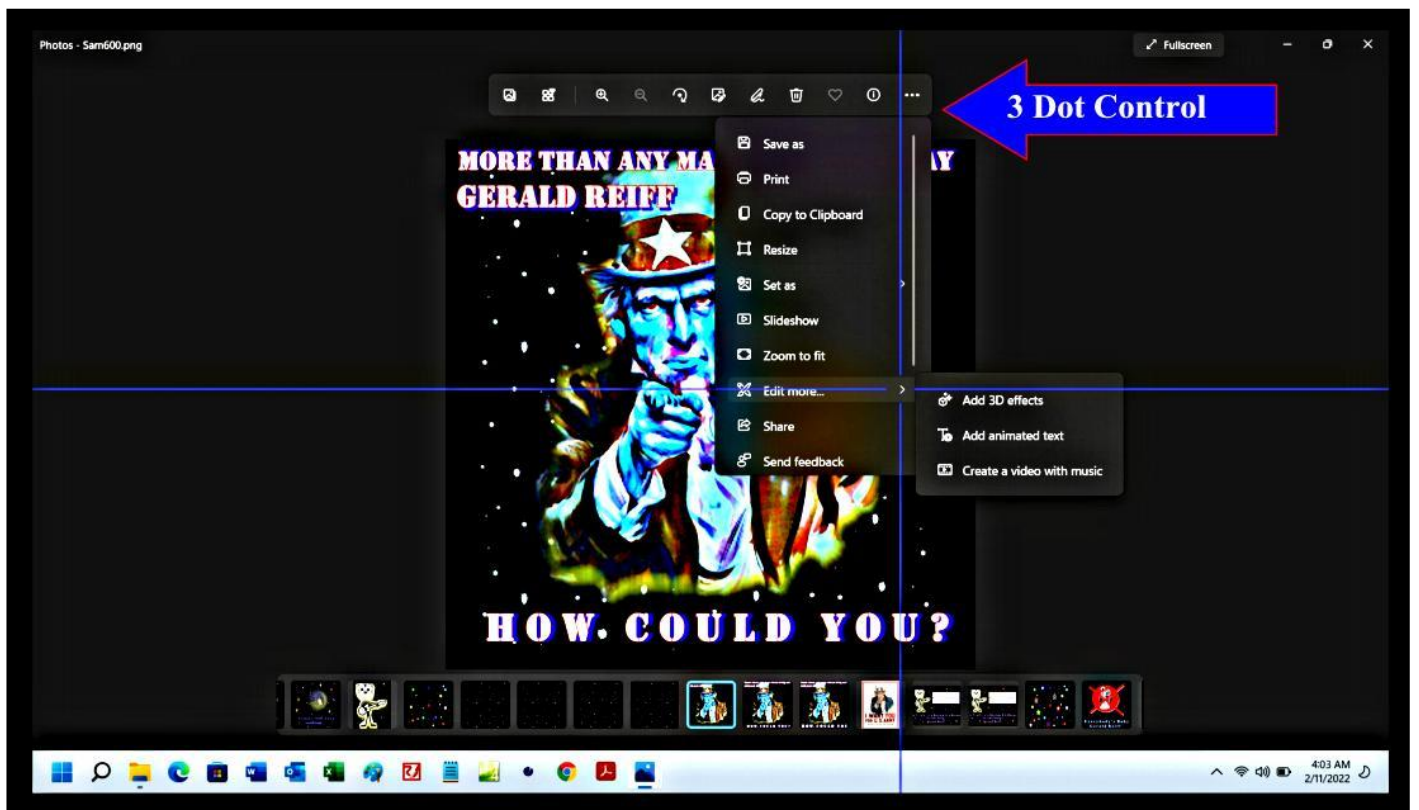 Photos - Sam600.png
Fullscreen
3 Dot Control
Save as
Print
Copy to Clipboard
Resize
Set as
Slideshow
Zoom to fit
Edit more...
Share
Send feedback
Add 3D effects
Add animated text
Create a video with music
MORE THAN ANY MA AY
GERALD REIFF
HOW COULD YOU?
4:03 AM
2/11/2022